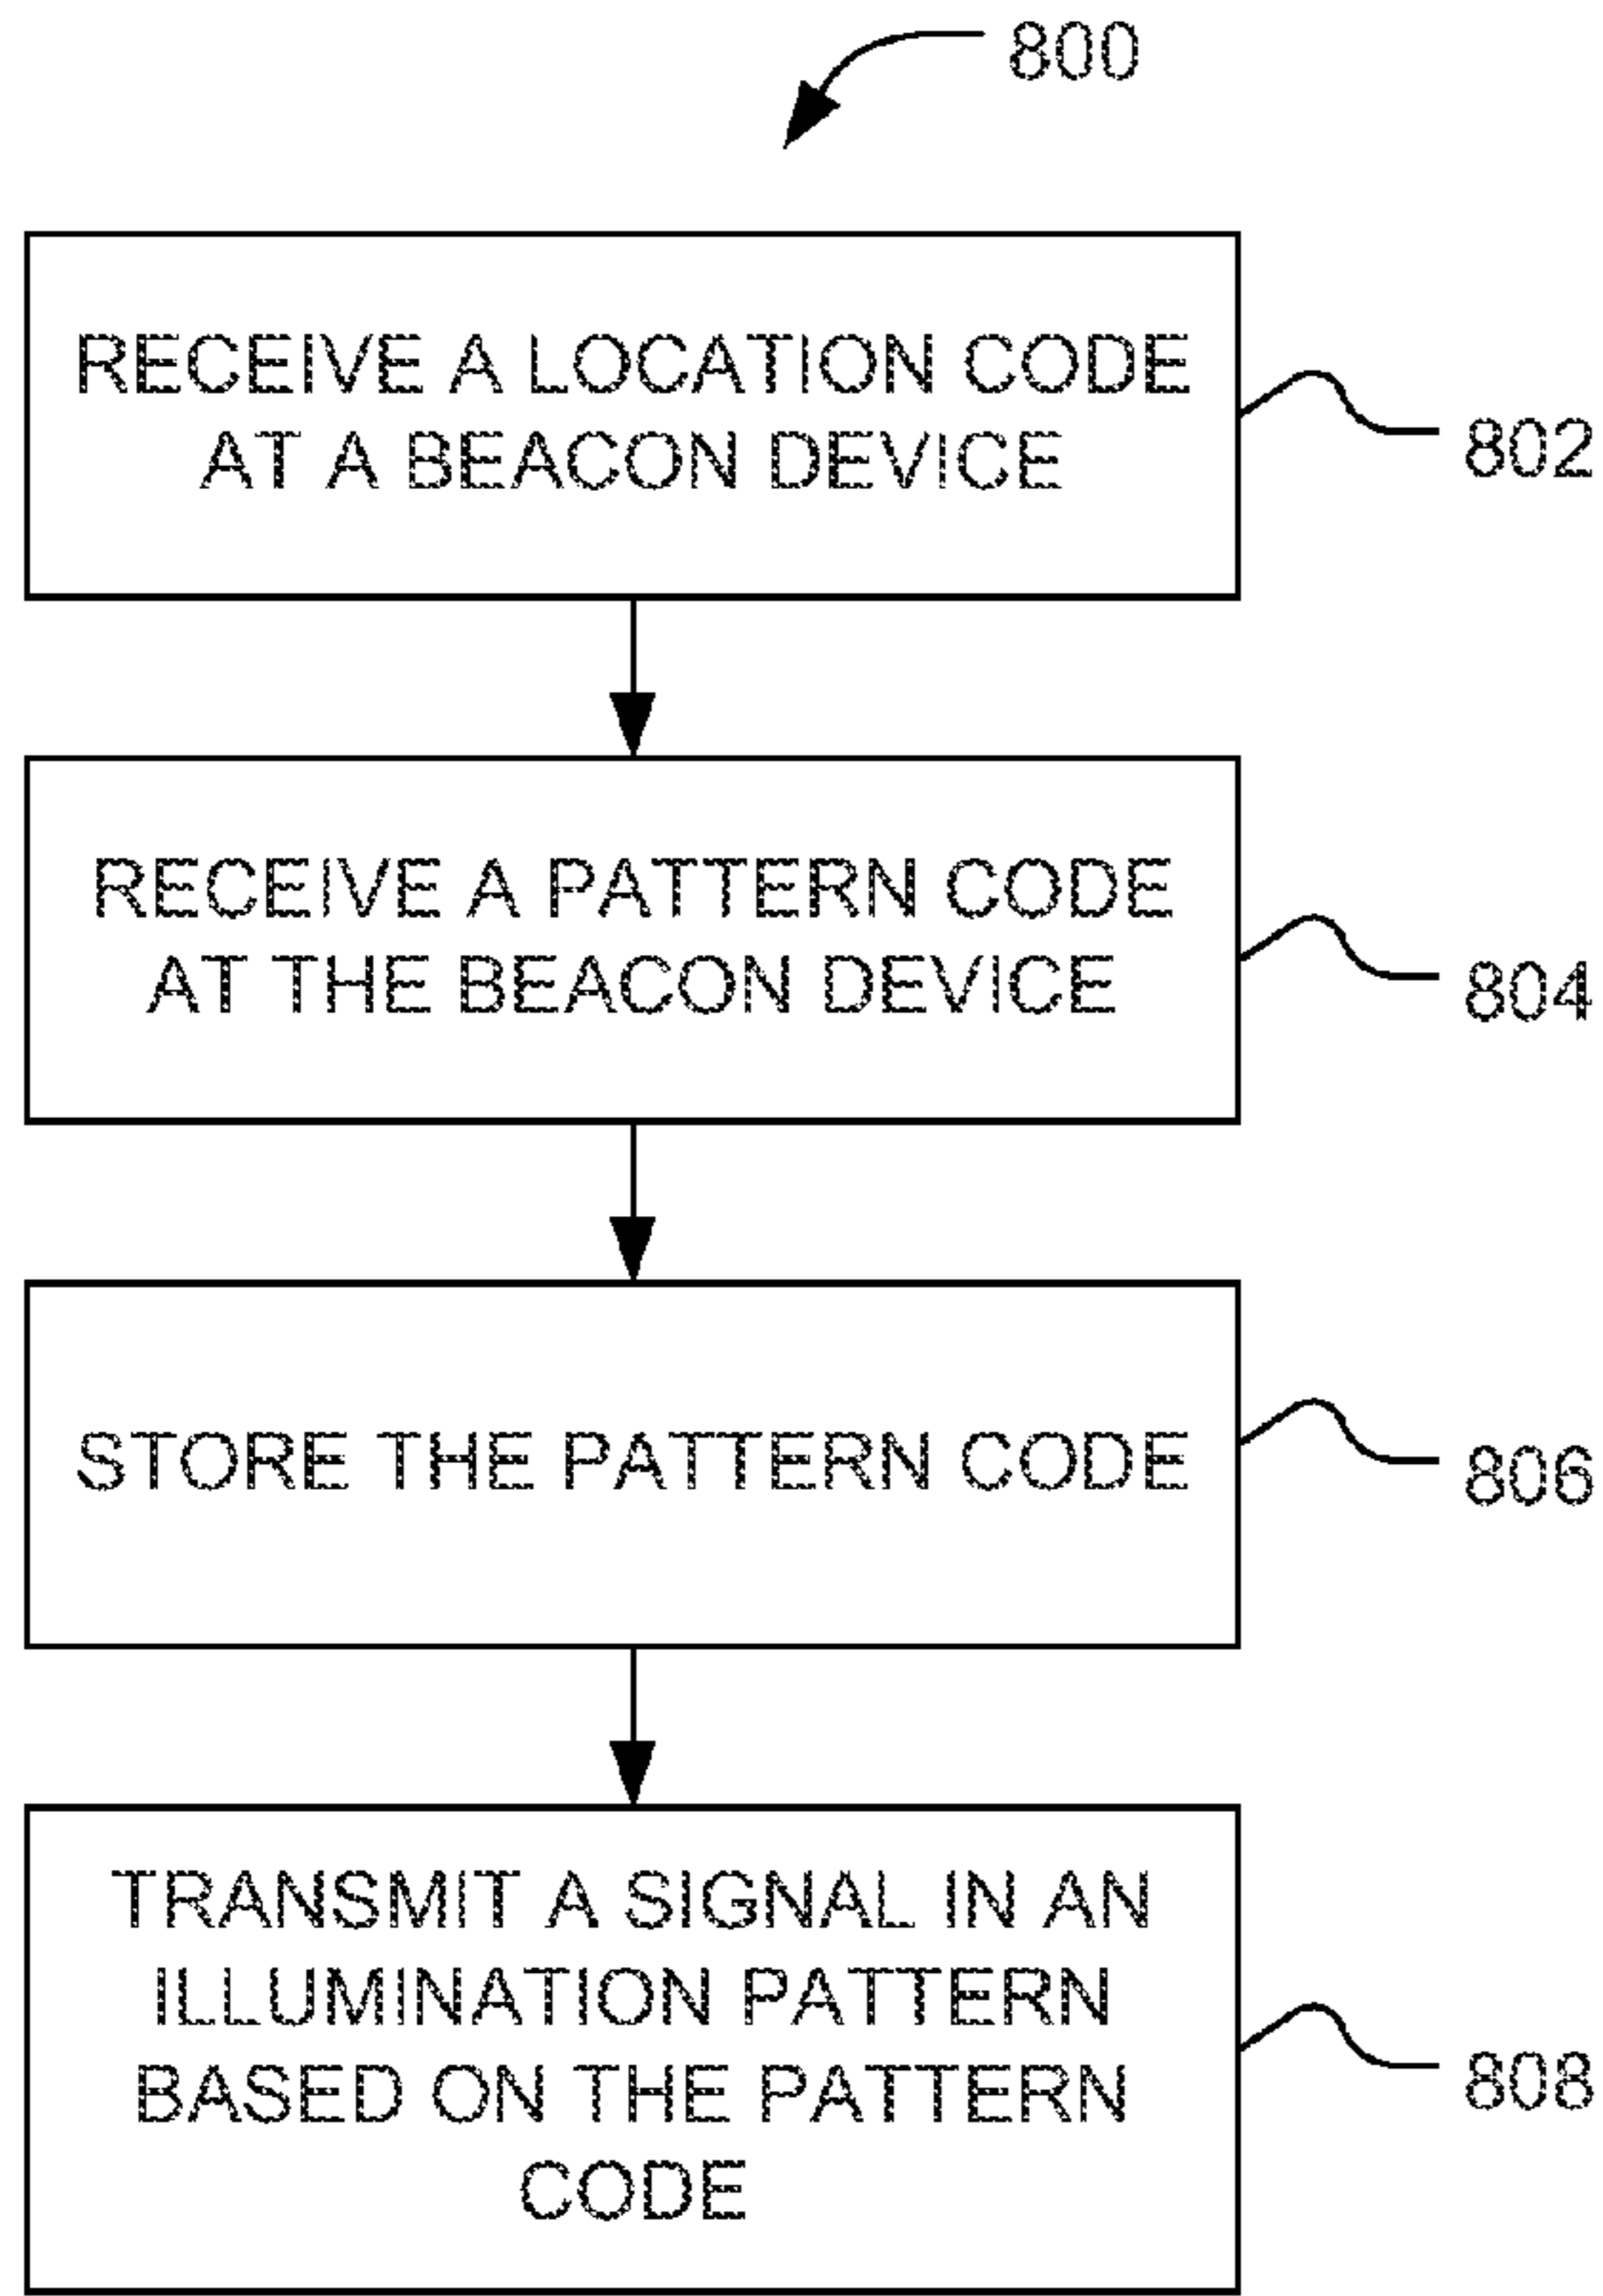 800
RECEIVE A LOCATION CODE
AT A BEACON DEVICE
802
RECEIVE A PATTERN CODE
AT THE BEACON DEVICE
804
STORE THE PATTERN CODE
806
TRANSMIT A SIGNAL IN AN
ILLUMINATION PATTERN
BASED ON THE PATTERN
CODE
808